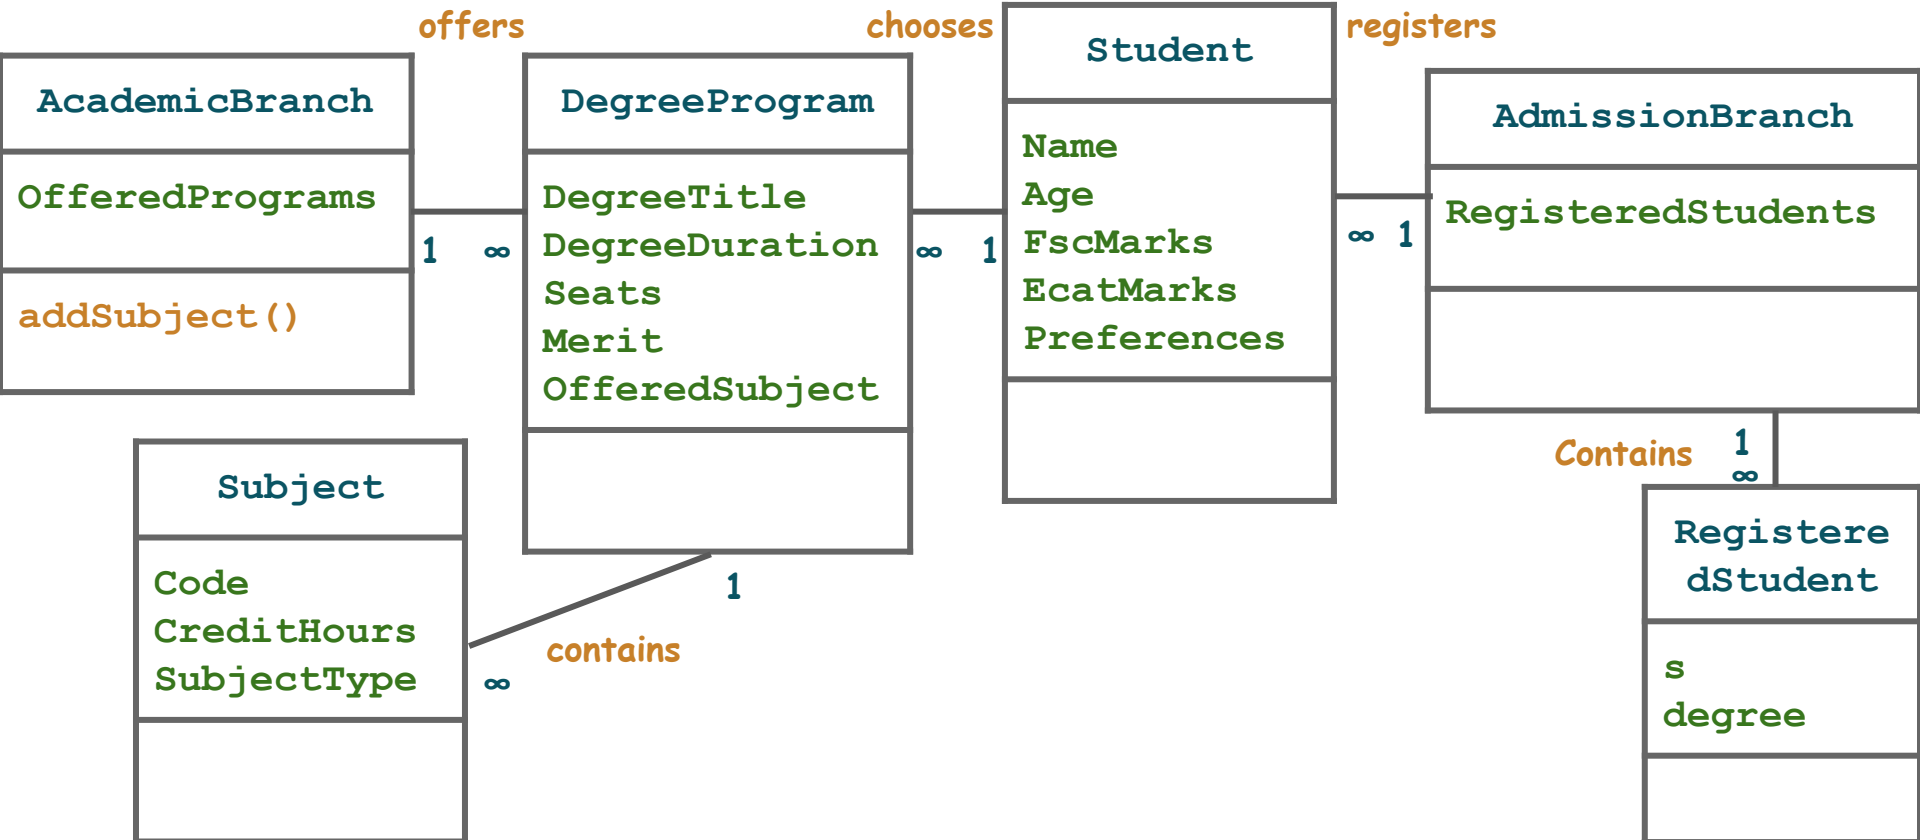 offers
chooses
registers
AcademicBranch
OfferedPrograms
addSubject()
1
∞
DegreeProgram
DegreeTitle
DegreeDuration
Seats
Merit
OfferedSubject
∞
1
Student
Name
Age
FscMarks
EcatMarks
Preferences
∞
1
AdmissionBranch
RegisteredStudents
Contains
1
∞
Registere
dStudent
s
degree
Subject
Code
CreditHours
SubjectType
1
contains
∞